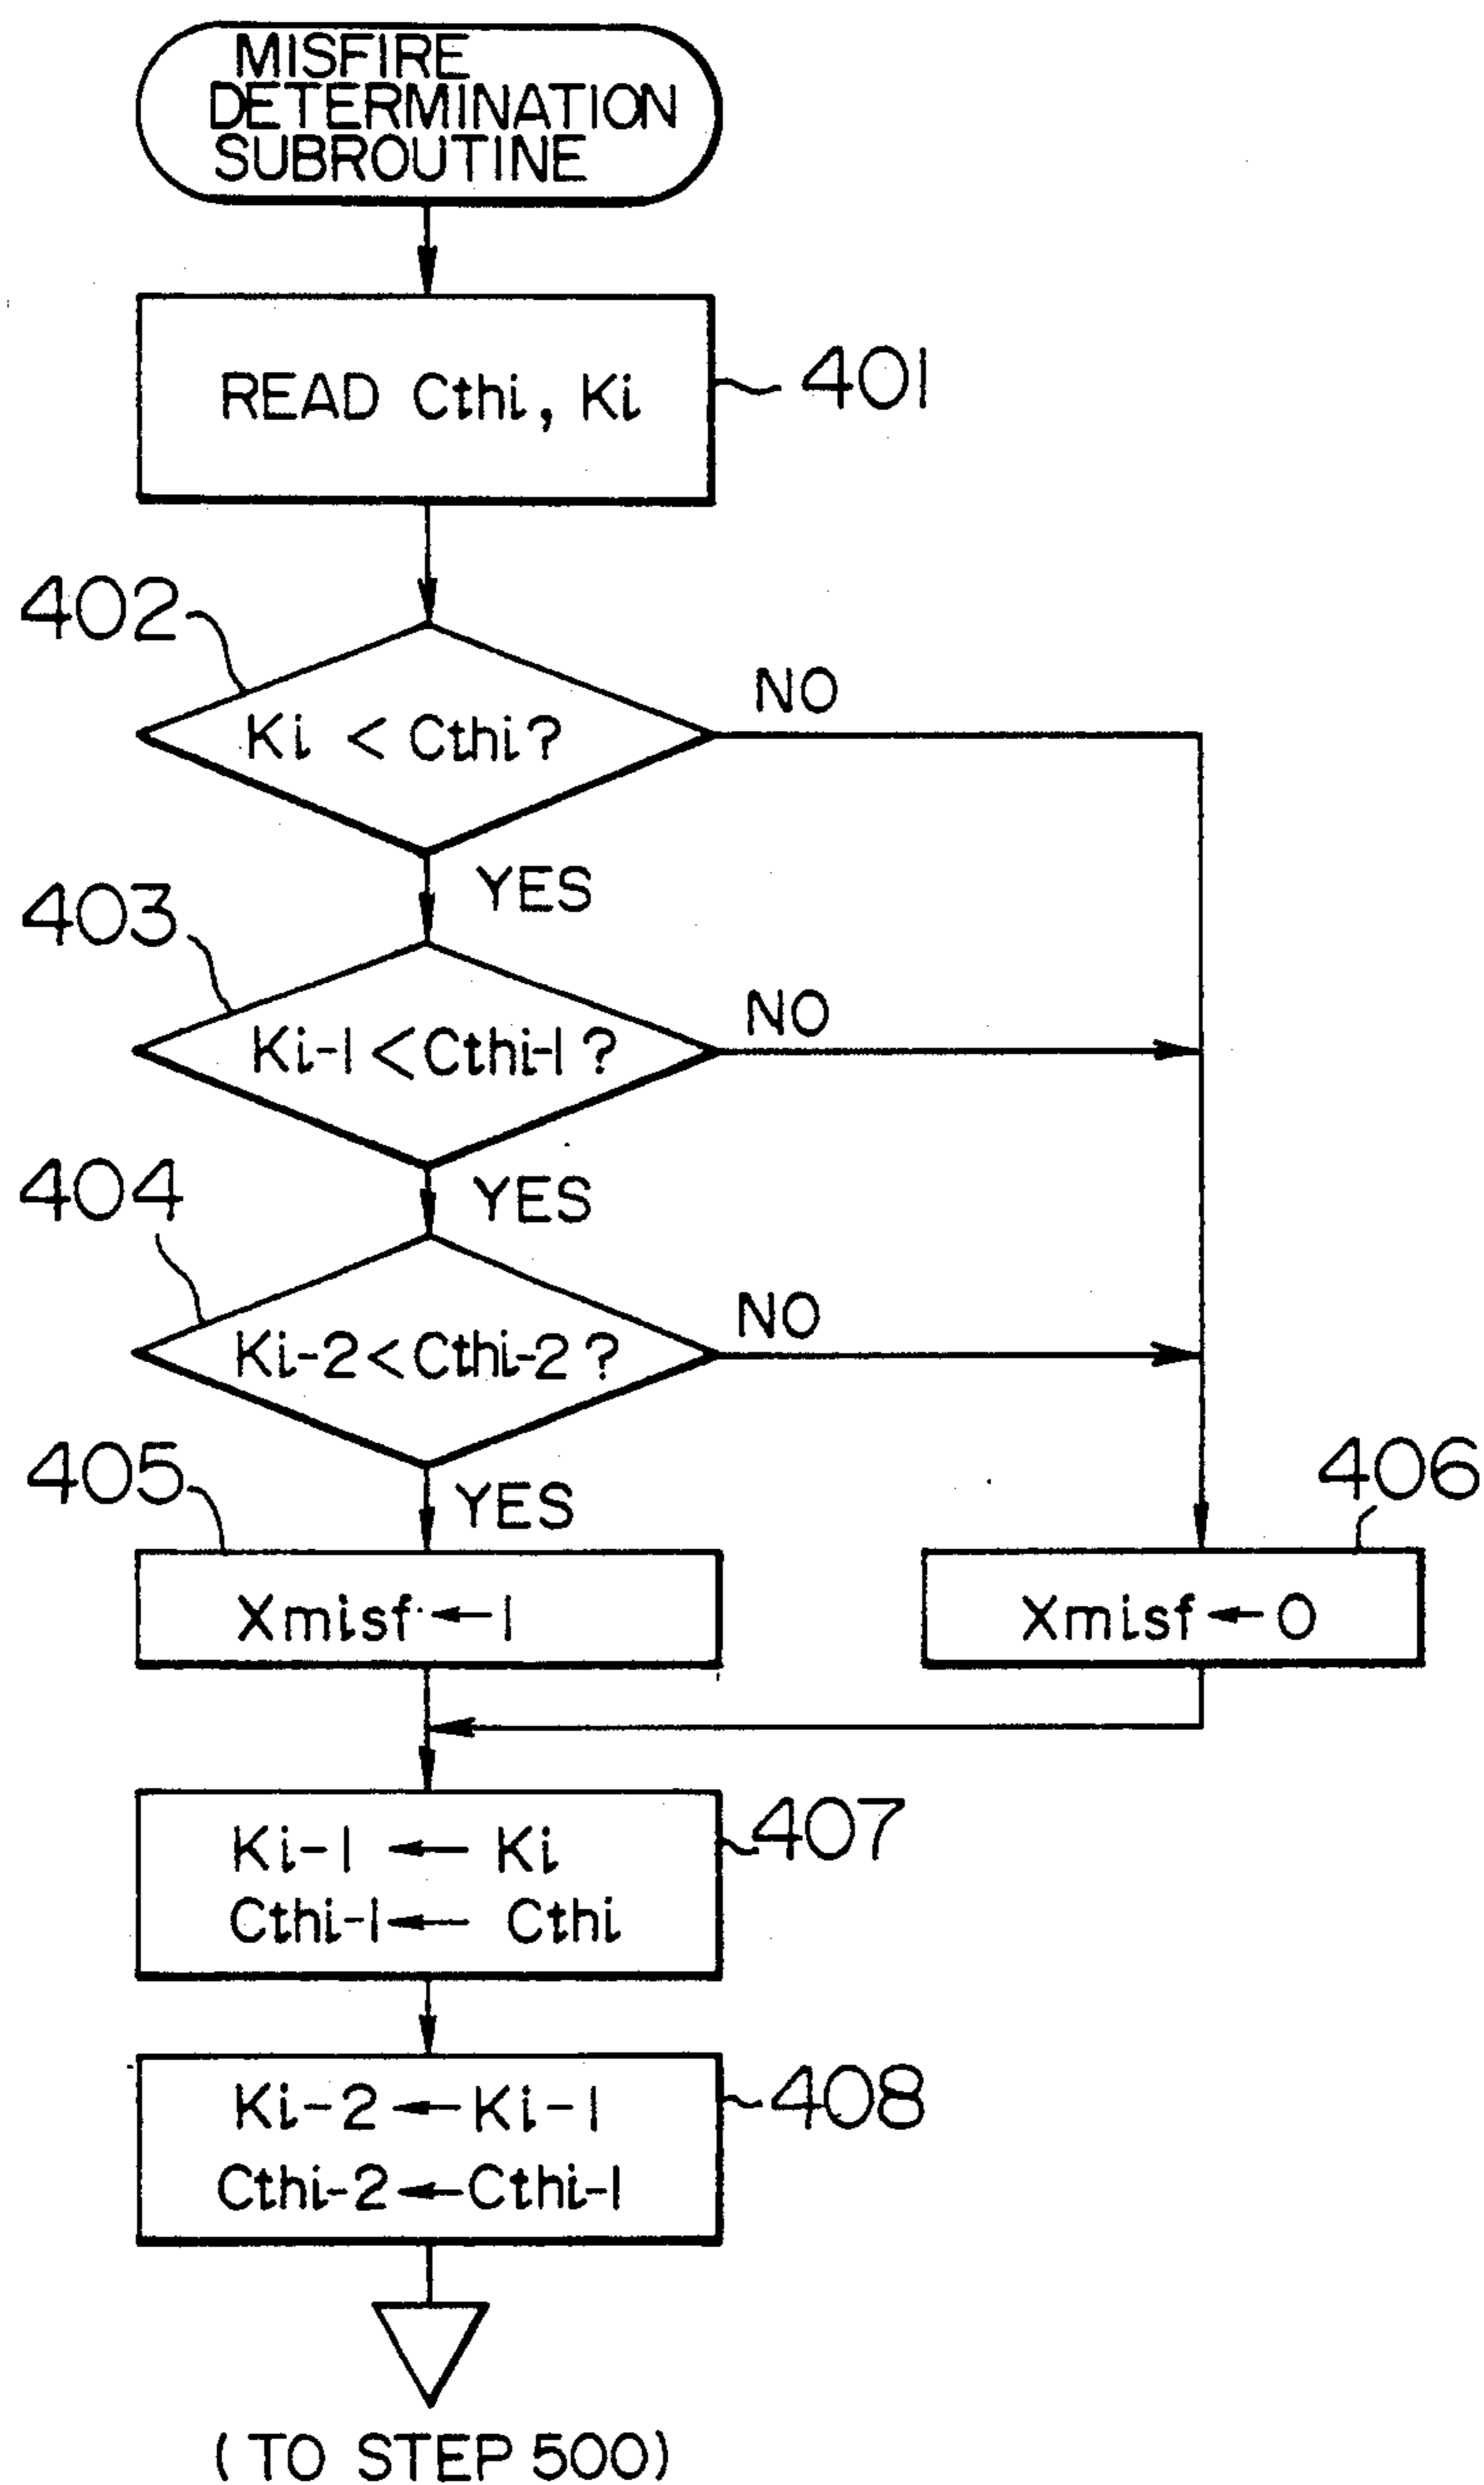 MISFIRE
DETERMINATION
SUBROUTINE
READ Cthi, Ki
401
402
Ki < Cthi?
NO
YES
403
Ki-1 < Cthi-1?
NO
YES
404
Ki-2 < Cthi-2?
NO
YES
405
Xmisf ← 1
406
Xmisf ← 0
Ki-1 ← Ki
Cthi-1 ← Cthi
407
Ki-2 ← Ki-1
Cthi-2 ← Cthi-1
408
(TO STEP 500)